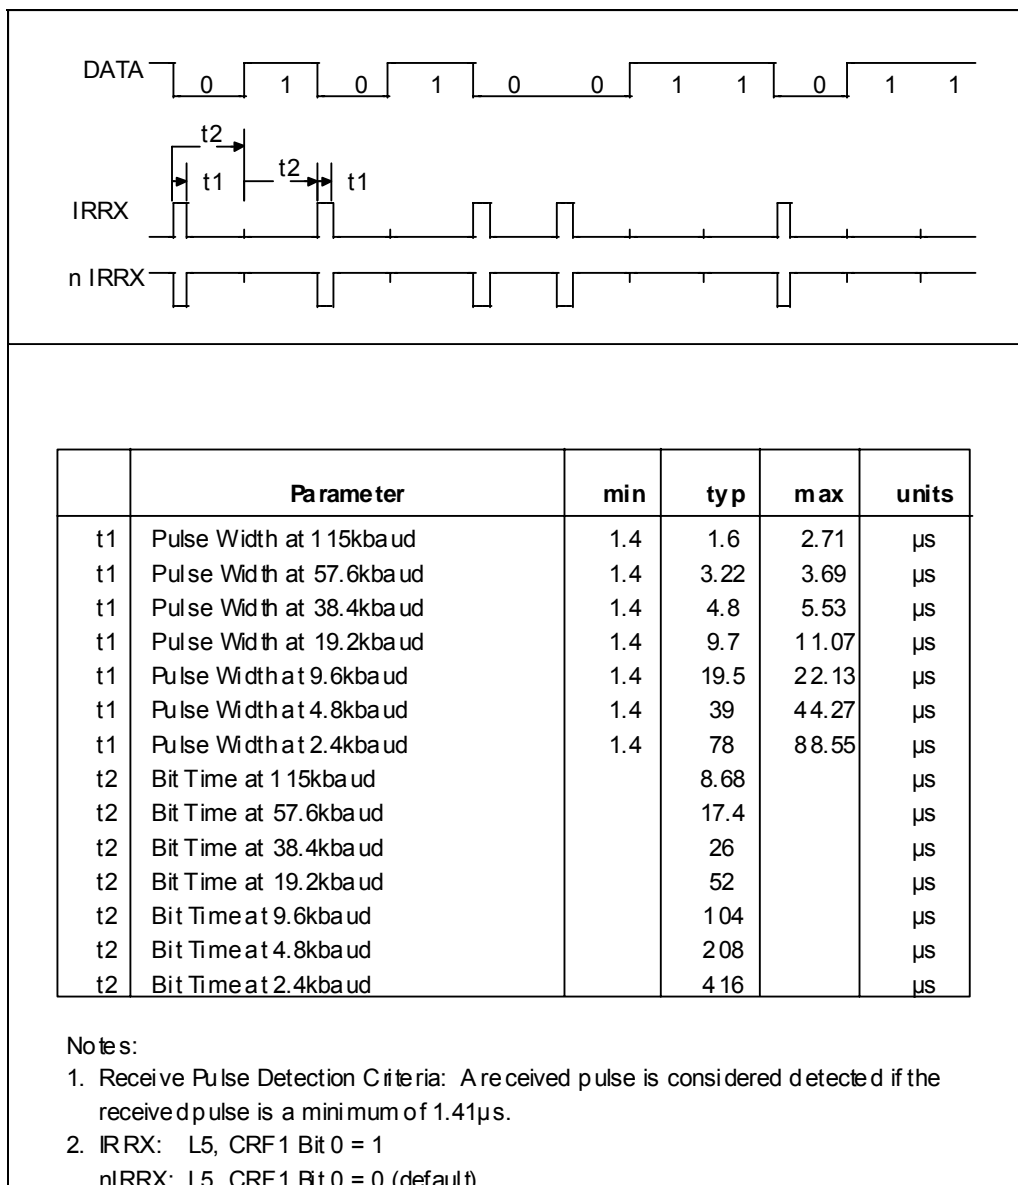 DATA 0 1 0 1 0 0 1 1 0 1 1
t2
t1 t2 t1
IRRX
n IRRX
Parameter min typ max units
t1 Pulse Width at 115kbaud 1.4 1.6 2.71 µs
t1 Pulse Width at 57.6kbaud 1.4 3.22 3.69 µs
t1 Pulse Width at 38.4kbaud 1.4 4.8 5.53 µs
t1 Pulse Width at 19.2kbaud 1.4 9.7 11.07 µs
t1 Pulse Width at 9.6kbaud 1.4 19.5 22.13 µs
t1 Pulse Width at 4.8kbaud 1.4 39 44.27 µs
t1 Pulse Width at 2.4kbaud 1.4 78 88.55 µs
t2 Bit Time at 115kbaud 8.68 µs
t2 Bit Time at 57.6kbaud 17.4 µs
t2 Bit Time at 38.4kbaud 26 µs
t2 Bit Time at 19.2kbaud 52 µs
t2 Bit Time at 9.6kbaud 104 µs
t2 Bit Time at 4.8kbaud 208 µs
t2 Bit Time at 2.4kbaud 416 µs
Notes:
1. Receive Pulse Detection Criteria: A received pulse is considered detected if the
received pulse is a minimum of 1.41µs.
2. IRRX: L5, CRF1 Bit 0 = 1
nIRRX: L5, CRF1 Bit 0 = 0 (default)